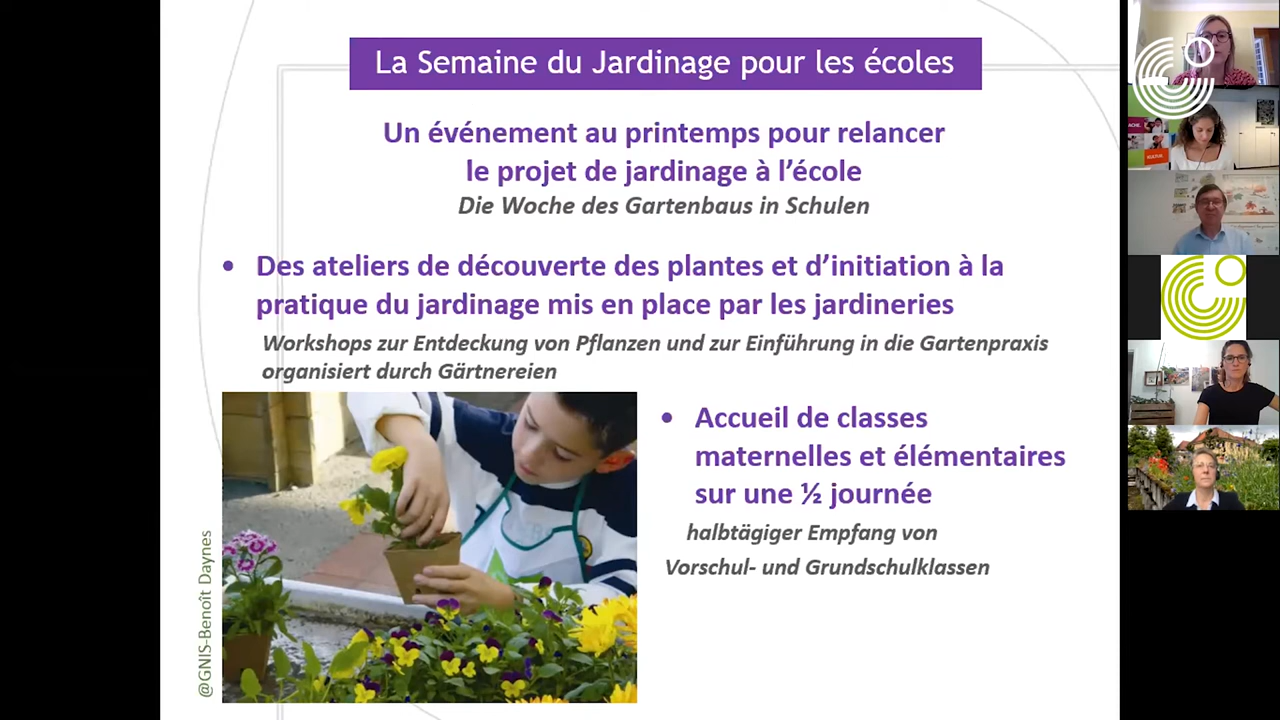 La Semaine du Jardinage pour les écoles
Un événement au printemps pour relancer
le projet de jardinage à l’école
Die Woche des Gartenbaus in Schulen
• Des ateliers de découverte des plantes et d’initiation à la
pratique du jardinage mis en place par les jardineries
Workshops zur Entdeckung von Pflanzen und zur Einführung in die Gartenpraxis
organisiert durch Gärtnereien
• Accueil de classes
maternelles et élémentaires
sur une ½ journée
halbtägiger Empfang von
Vorschul- und Grundschulklassen
@GNIS-Benoît Daynes
KULTUR